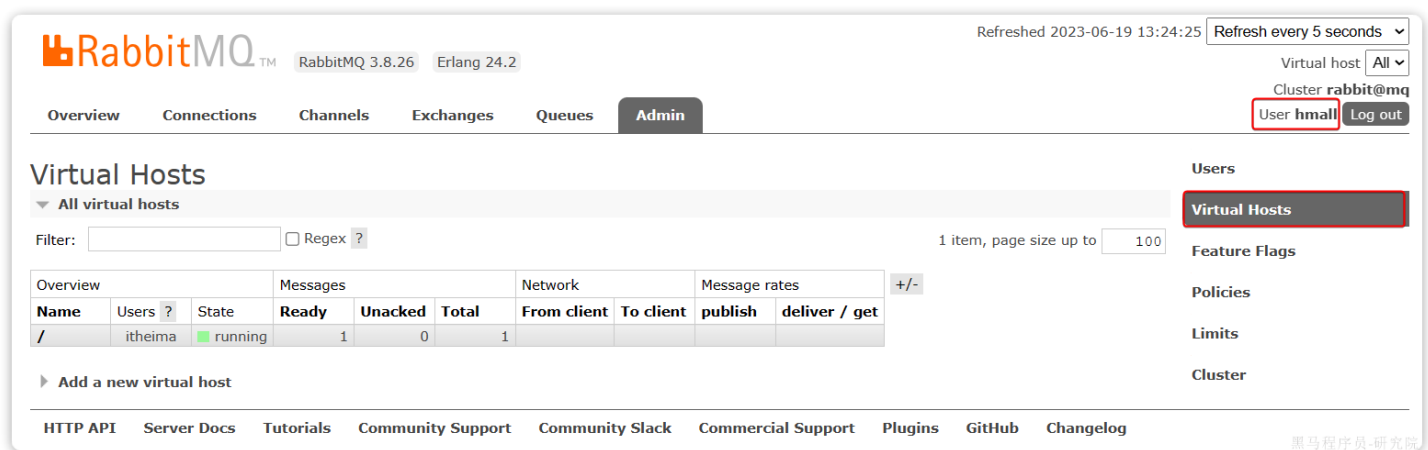 Refreshed 2023-06-19 13:24:25 Refresh every 5 seconds
RabbitMQ TM RabbitMQ 3.8.26 Erlang 24.2
Virtual host All
Cluster rabbit@mq
User hmall Log out
Overview Connections Channels Exchanges Queues Admin
Virtual Hosts
All virtual hosts
Filter: Regex ? 1 item, page size up to 100
Overview Messages Network Message rates +/-
Name Users ? State Ready Unacked Total From client To client publish deliver / get
/ itheima running 1 0 1
Add a new virtual host
Users
Virtual Hosts
Feature Flags
Policies
Limits
Cluster
HTTP API Server Docs Tutorials Community Support Community Slack Commercial Support Plugins GitHub Changelog
黑马程序员-研究院